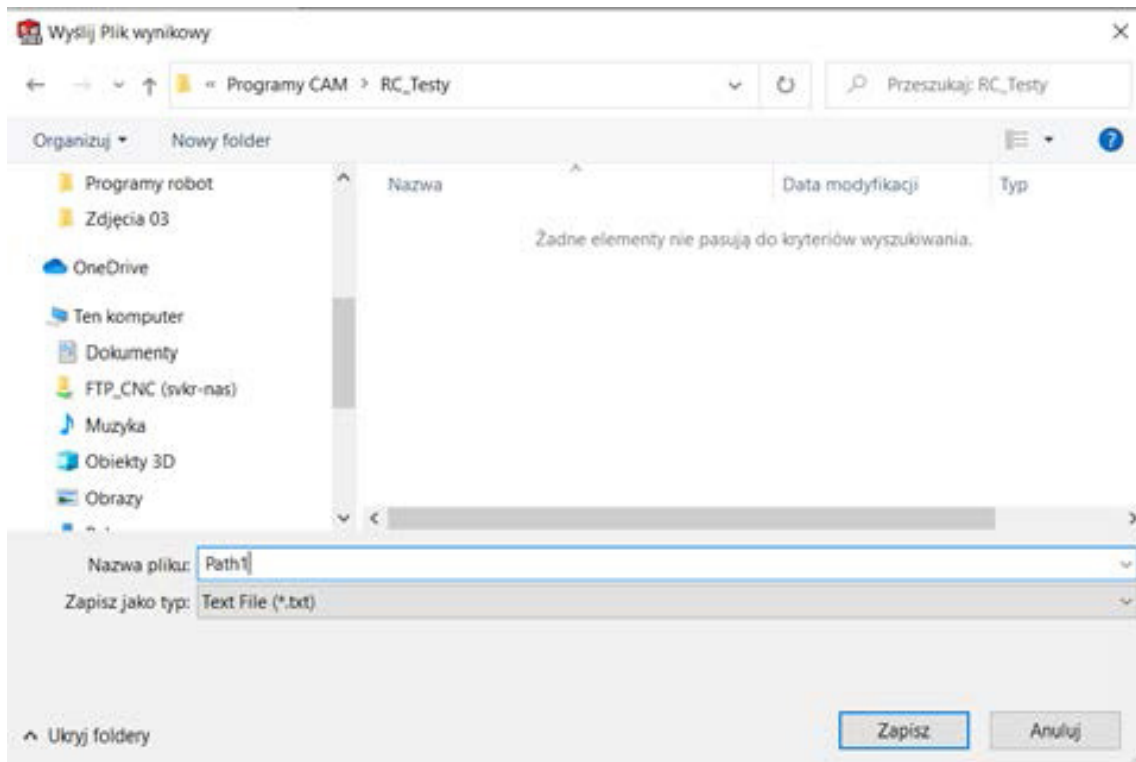 Wyślij Plik wynikowy
« Programy CAM > RC_Testy
Przeszukaj: RC_Testy
Organizuj
Nowy folder
Programy robot
Zdjęcia 03
OneDrive
Ten komputer
Dokumenty
FTP_CNC (svkr-nas)
Muzyka
Obiekty 3D
Obrazy
Nazwa
Data modyfikacji
Typ
Żadne elementy nie pasują do kryteriów wyszukiwania.
Nazwa pliku: Path1
Zapisz jako typ: Text File (*.txt)
Ukryj foldery
Zapisz
Anuluj